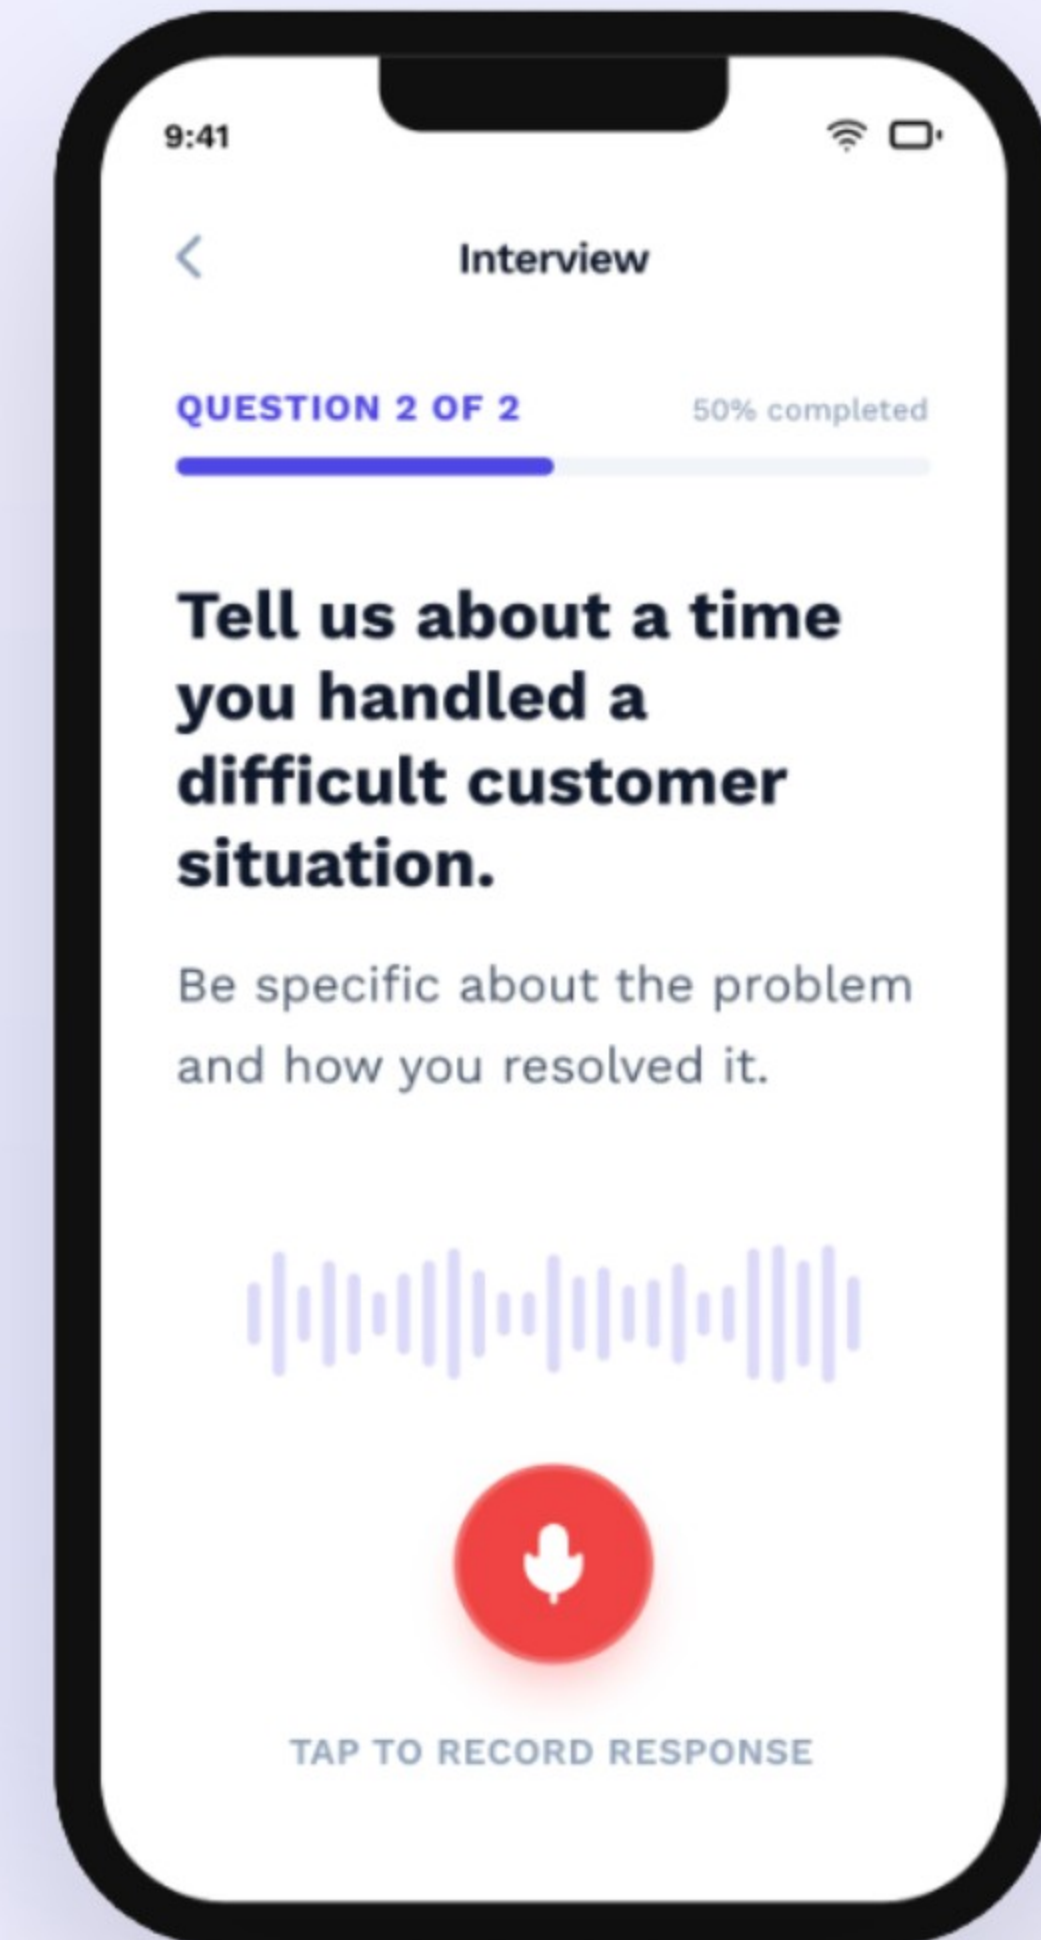 9:41
Interview
QUESTION 2 OF 2
50% completed
Tell us about a time
you handled a
difficult customer
situation.
Be specific about the problem
and how you resolved it.
TAP TO RECORD RESPONSE